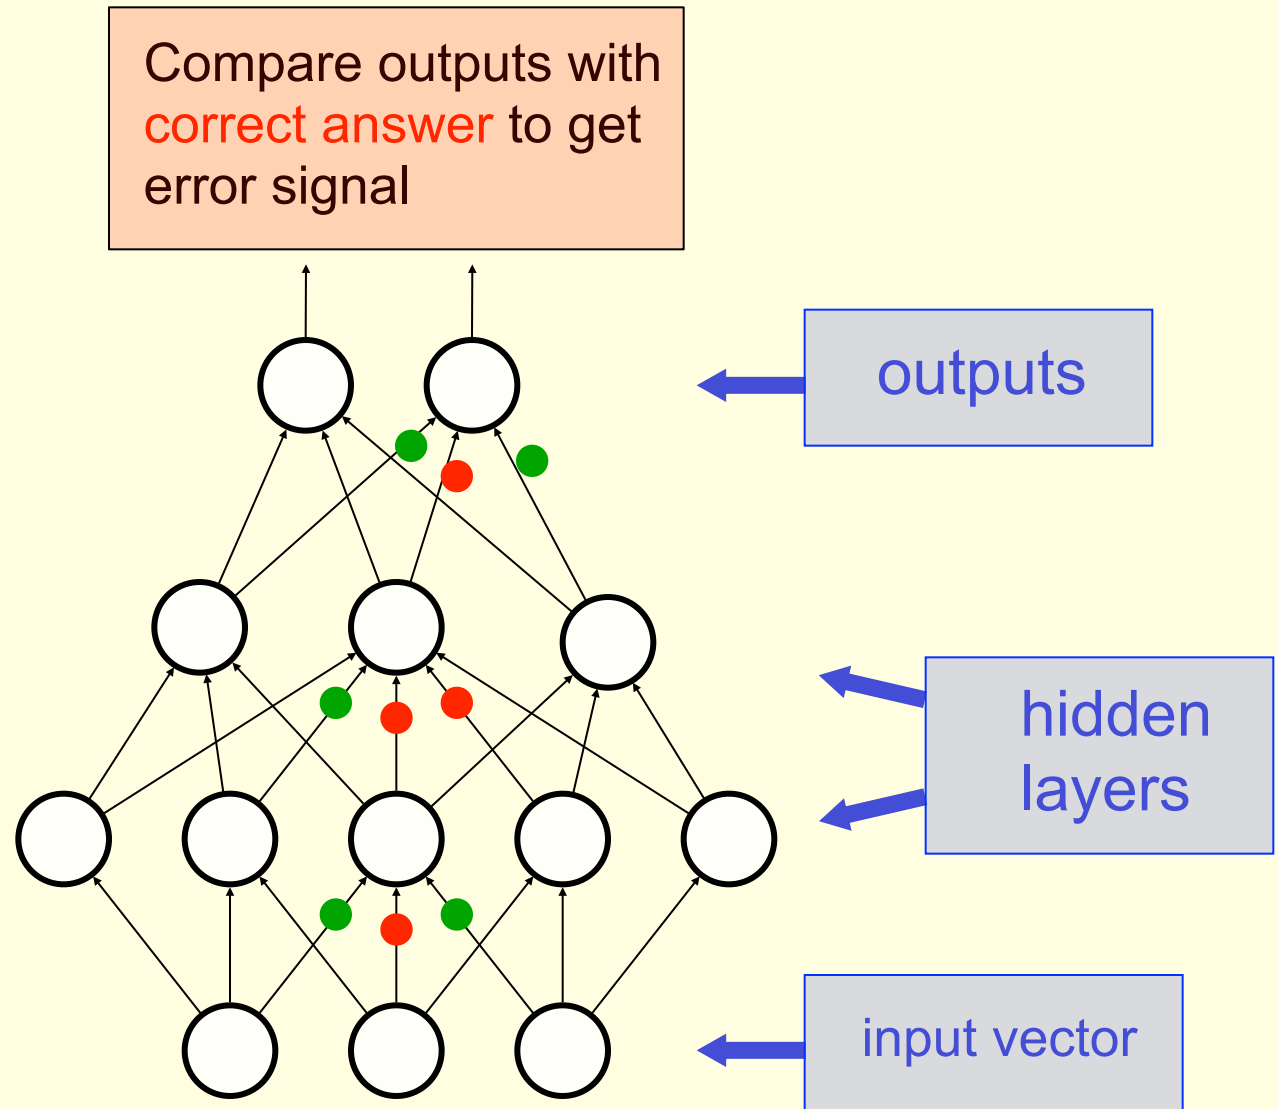 Compare outputs with
correct answer to get
error signal
outputs
hidden
layers
input vector